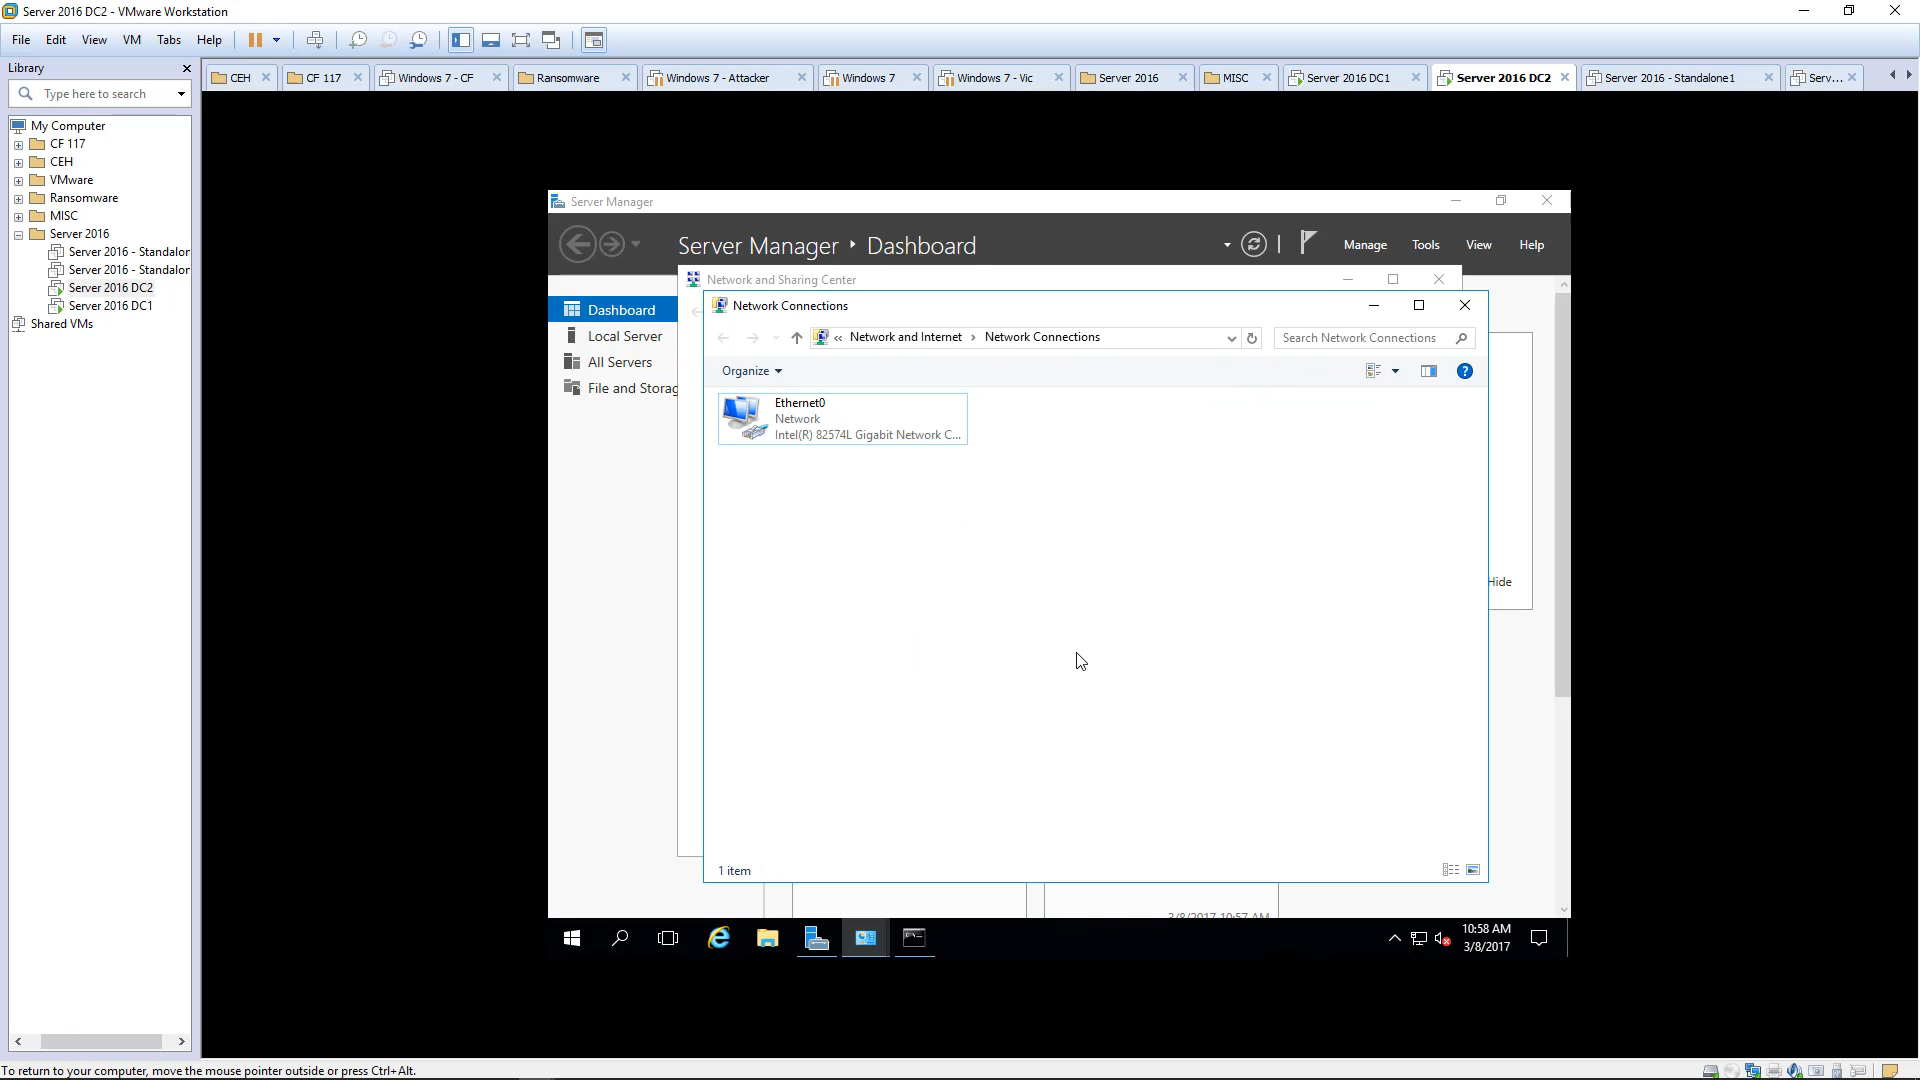 Server 2016 DC2 - VMware Workstation
File Edit View VM Tabs Help
Library
Type here to search
My Computer
CF 117
CEH
VMware
Ransomware
MISC
Server 2016
Server 2016 - Standalor
Server 2016 - Standalor
Server 2016 DC2
Server 2016 DC1
Shared VMs
CEH CF 117 Windows 7 - CF Ransomware Windows 7 - Attacker Windows 7 Windows 7 - Vic Server 2016 MISC Server 2016 DC1 Server 2016 DC2 Server 2016 - Standalone1 Serv...
Server Manager
Server Manager Dashboard
Manage Tools View Help
Dashboard
Local Server
All Servers
File and Storag
Network and Sharing Center
Network Connections
« Network and Internet > Network Connections
Search Network Connections
Organize
Ethernet0
Network
Intel(R) 82574L Gigabit Network C...
Hide
1 item
3/8/2017 10:57 AM
10:58 AM
3/8/2017
To return to your computer, move the mouse pointer outside or press Ctrl+Alt.